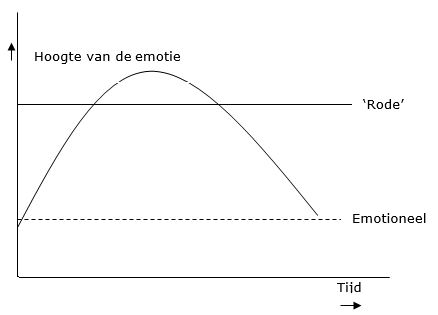 Hoogte van de emotie
‘Rode’
Emotioneel
Tijd